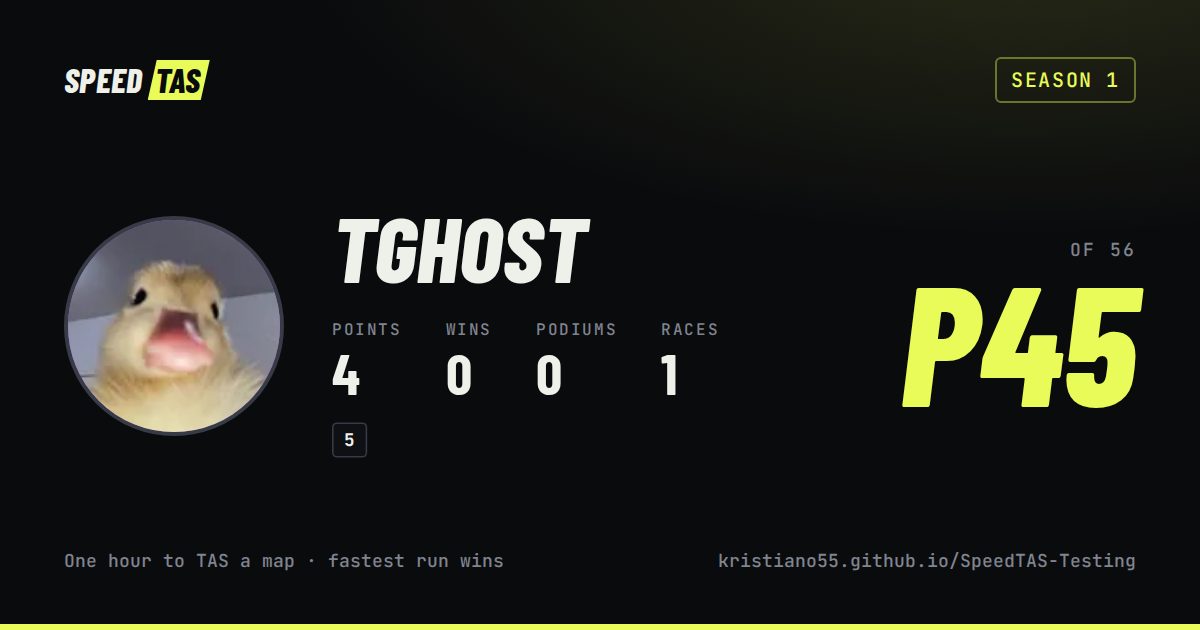 SPEED TAS
SEASON 1
TGHOST
OF 56
P45
POINTS WINS PODIUMS RACES
4 0 0 1
5
One hour to TAS a map · fastest run wins
kristiano55.github.io/SpeedTAS-Testing